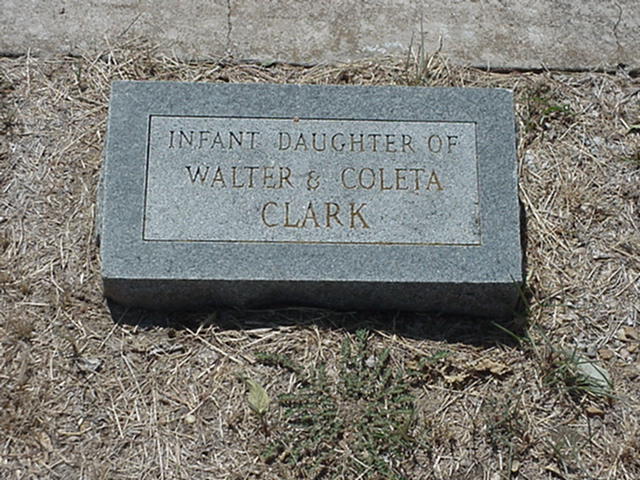 INFANT DAUGHTER OF
WALTER & COLETA
CLARK